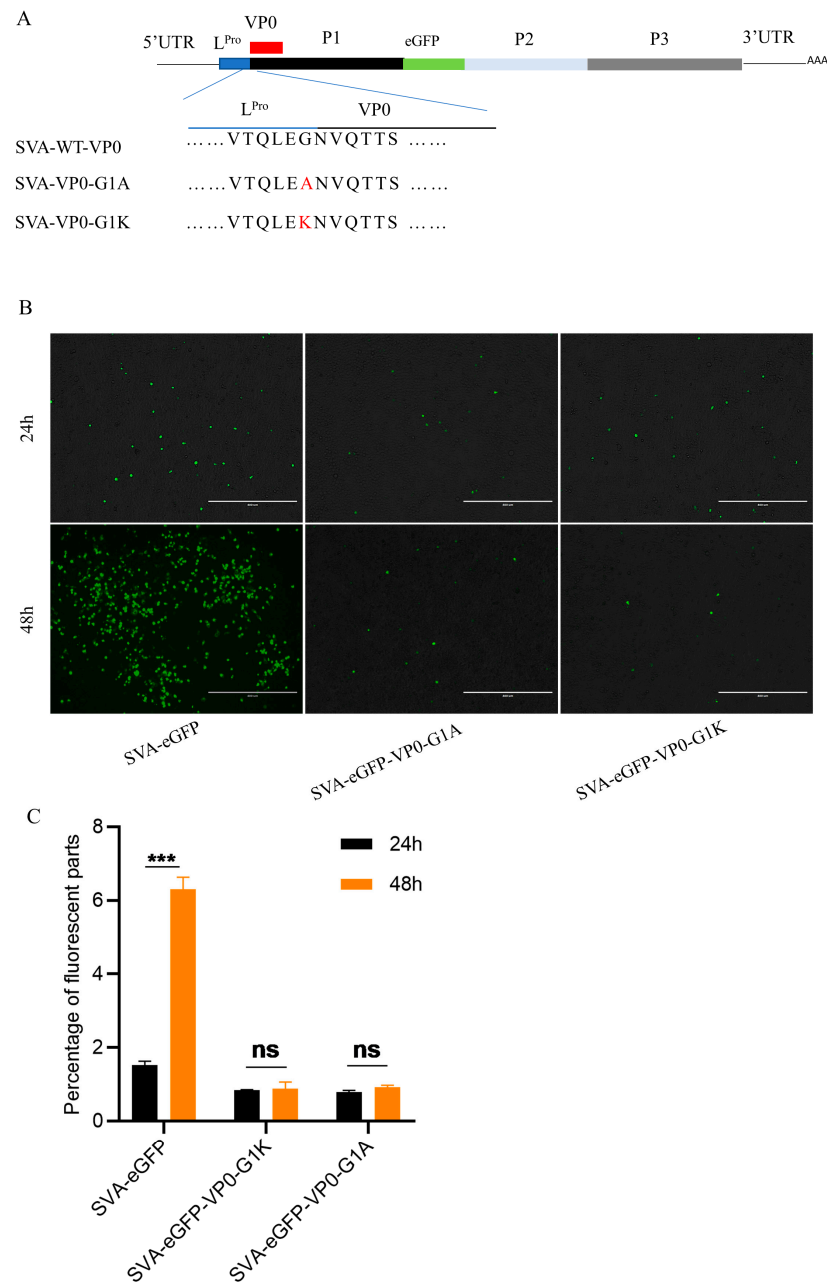 A
VP0
5’UTR L^Pro P1 eGFP P2 P3 3’UTR
AAA
L^Pro VP0
SVA-WT-VP0 ……VTQLEGNVQTTS……
SVA-VP0-G1A ……VTQLEANVQTTS……
SVA-VP0-G1K ……VTQLEKNVQTTS……
B
24h
48h
SVA-eGFP
SVA-eGFP-VP0-G1A
SVA-eGFP-VP0-G1K
C
Percentage of fluorescent parts
8
6
4
2
0
***
ns
ns
24h
48h
SVA-eGFP
SVA-eGFP-VP0-G1K
SVA-eGFP-VP0-G1A